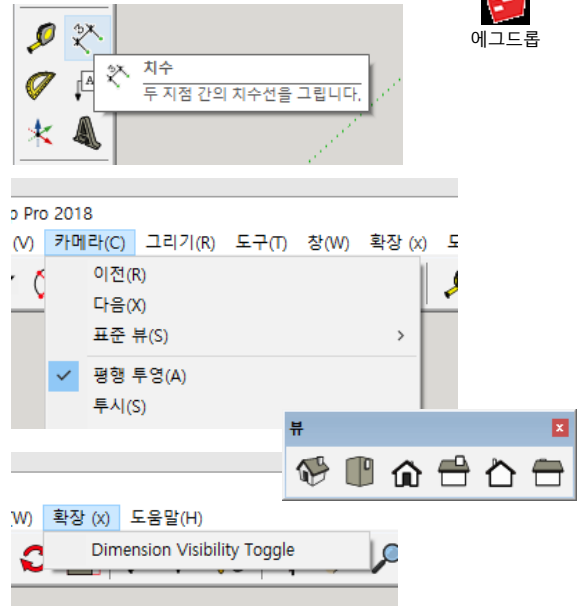 에그드롭
A
치수
두 지점 간의 치수선을 그립니다.
o Pro 2018
(V) 카메라(C) 그리기(R) 도구(T) 창(W) 확장 (x)
이전(R)
다음(X)
표준 뷰(S)
평행 투영(A)
투시(S)
뷰
(W) 확장 (x) 도움말(H)
Dimension Visibility Toggle